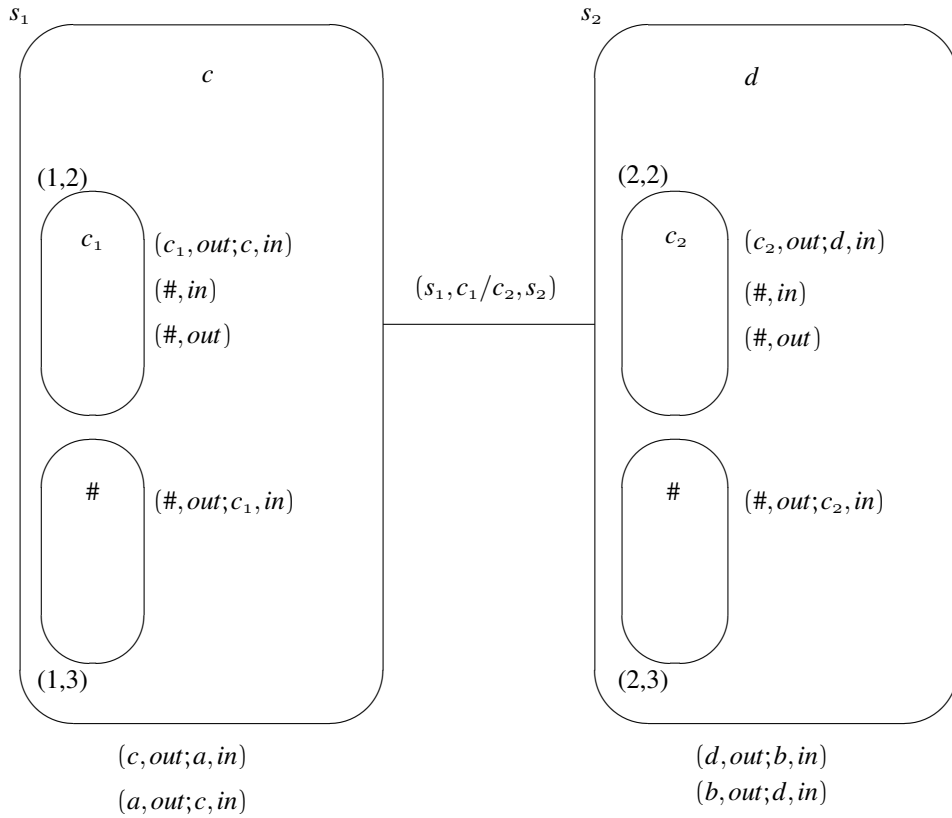 s₁
s₂
c
d
(1,2)
(2,2)
c₁
(c₁,out;c,in)
(#,in)
(#,out)
(s₁,c₁/c₂,s₂)
c₂
(c₂,out;d,in)
(#,in)
(#,out)
#
(#,out;c₁,in)
#
(#,out;c₂,in)
(1,3)
(2,3)
(c,out;a,in)
(a,out;c,in)
(d,out;b,in)
(b,out;d,in)